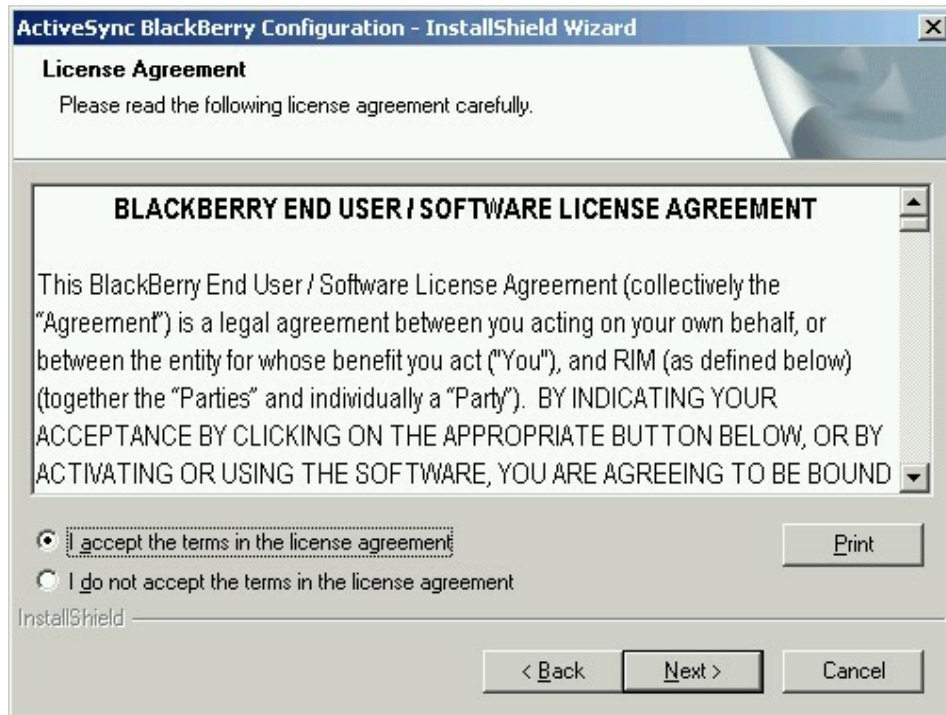 ActiveSync BlackBerry Configuration - InstallShield Wizard
License Agreement
Please read the following license agreement carefully.
BLACKBERRY END USER / SOFTWARE LICENSE AGREEMENT
This BlackBerry End User / Software License Agreement (collectively the
“Agreement”) is a legal agreement between you acting on your own behalf, or
between the entity for whose benefit you act ("You"), and RIM (as defined below)
(together the “Parties” and individually a “Party”).  BY INDICATING YOUR
ACCEPTANCE BY CLICKING ON THE APPROPRIATE BUTTON BELOW, OR BY
ACTIVATING OR USING THE SOFTWARE, YOU ARE AGREEING TO BE BOUND
I accept the terms in the license agreement
Print
I do not accept the terms in the license agreement
InstallShield
< Back
Next >
Cancel